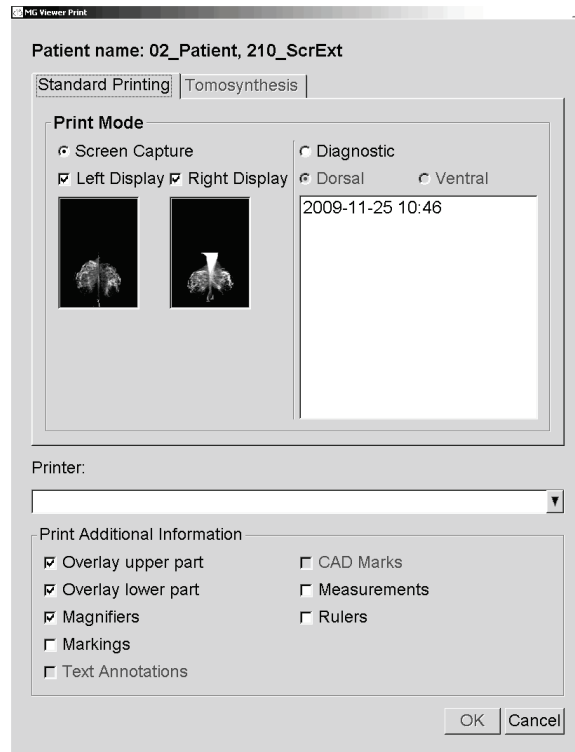 MG Viewer Print
Patient name: 02_Patient, 210_ScrExt
Standard Printing Tomosynthesis
Print Mode
Screen Capture Diagnostic
Left Display Right Display Dorsal Ventral
2009-11-25 10:46
Printer:
Print Additional Information
Overlay upper part CAD Marks
Overlay lower part Measurements
Magnifiers Rulers
Markings
Text Annotations
OK Cancel